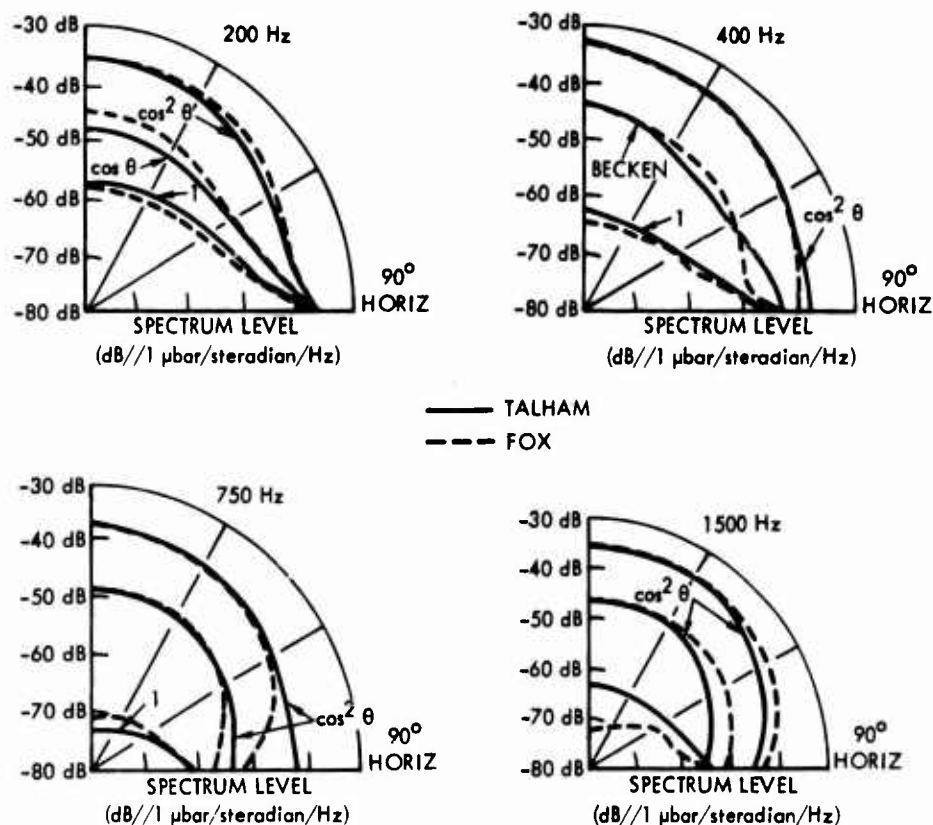 200 Hz
-30 dB
-40 dB
-50 dB
-60 dB
-70 dB
-80 dB
cos² θ
cos θ
1
90°
HORIZ
SPECTRUM LEVEL
(dB//1 µbar/steradian/Hz)
400 Hz
-30 dB
-40 dB
-50 dB
-60 dB
-70 dB
-80 dB
BECKEN
1
cos² θ
90°
HORIZ
SPECTRUM LEVEL
(dB//1 µbar/steradian/Hz)
TALHAM
FOX
750 Hz
-30 dB
-40 dB
-50 dB
-60 dB
-70 dB
-80 dB
1
cos² θ
90°
HORIZ
SPECTRUM LEVEL
(dB//1 µbar/steradian/Hz)
1500 Hz
-30 dB
-40 dB
-50 dB
-60 dB
-70 dB
-80 dB
cos² θ
90°
HORIZ
SPECTRUM LEVEL
(dB//1 µbar/steradian/Hz)